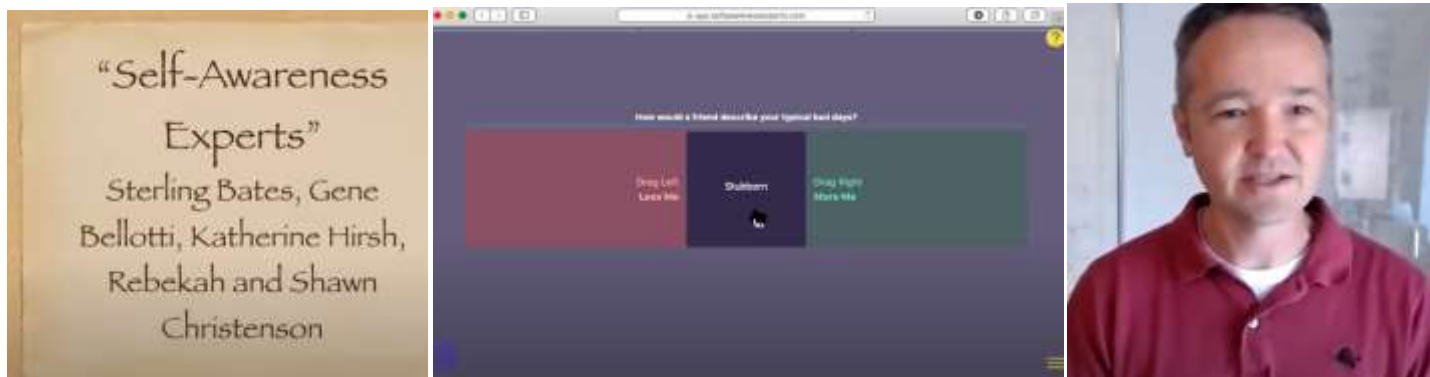 “Self-Awareness
Experts”
Sterling Bates, Gene
Bellotti, Katherine Hirsh,
Rebekah and Shawn
Christenson
How would a friend describe your typical bad days?
Drag Left
Less Me
Stubborn
Drag Right
More Me
?